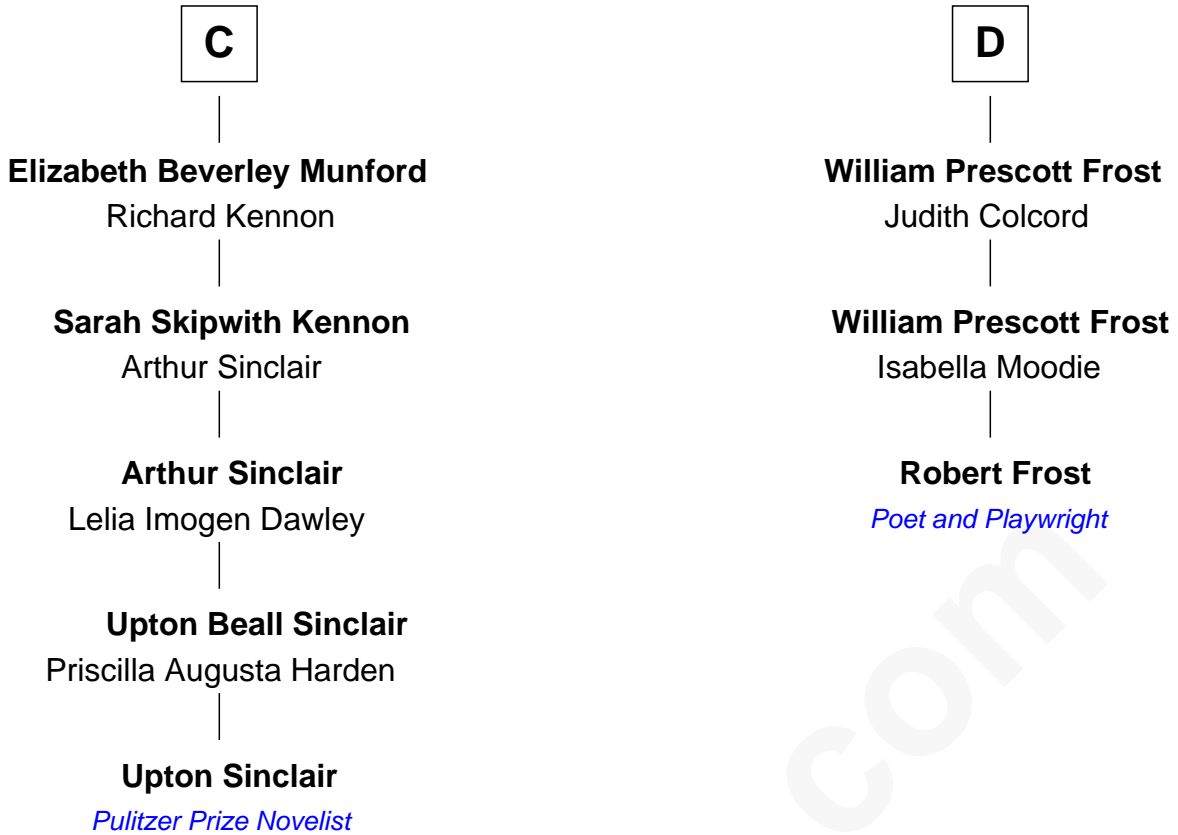 C
Elizabeth Beverley Munford
Richard Kennon
Sarah Skipwith Kennon
Arthur Sinclair
Arthur Sinclair
Lelia Imogen Dawley
Upton Beall Sinclair
Priscilla Augusta Harden
Upton Sinclair
Pulitzer Prize Novelist
D
William Prescott Frost
Judith Colcord
William Prescott Frost
Isabella Moodie
Robert Frost
Poet and Playwright
com